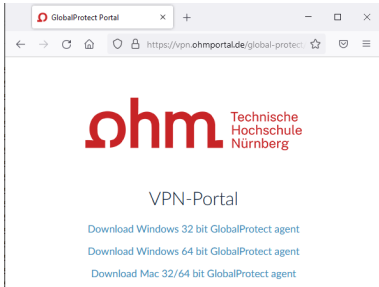 GlobalProtect Portal
https://vpn.ohmportal.de/global-protect
ohm
Technische
Hochschule
Nürnberg
VPN-Portal
Download Windows 32 bit GlobalProtect agent
Download Windows 64 bit GlobalProtect agent
Download Mac 32/64 bit GlobalProtect agent